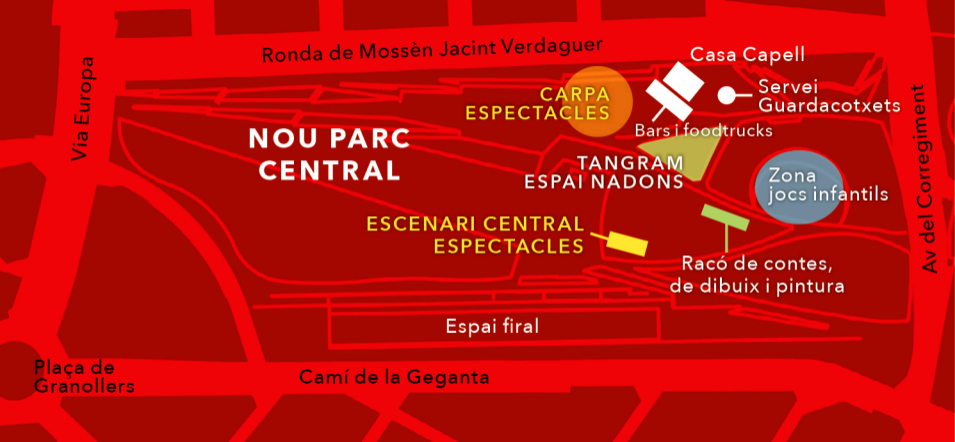 Ronda de Mossèn Jacint Verdaguer
Via Europa
Casa Capell
Servei
Guardacotxets
CARPA
ESPECTACLES
Bars i foodtrucks
NOU PARC
CENTRAL
TANGRAM
ESPAI NADONS
Zona
jocs infantils
Av del Corregiment
ESCENARI CENTRAL
ESPECTACLES
Racó de contes,
de dibuix i pintura
Espai firal
Plaça de
Granollers
Camí de la Geganta